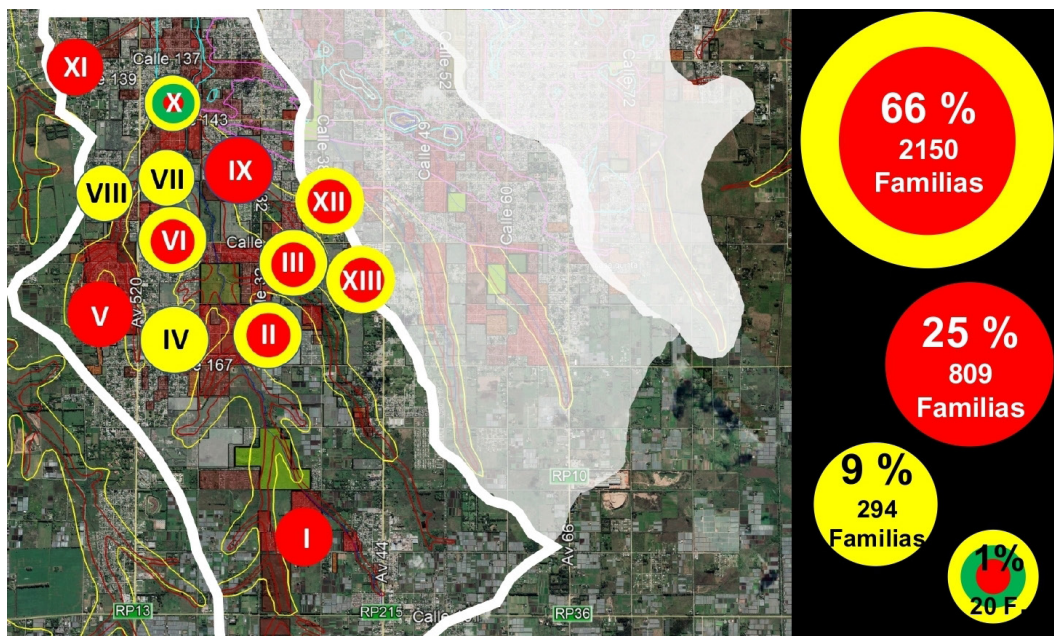 Calle 137
XI
e 139
X
143
Calle 38
Calle 52
Calle 49
Calle 72
IX
VII
VIII
32
XII
Calle 60
VI
Calle
III
XIII
Av 520
V
IV
II
e 167
RP10
I
Av 44
Av 66
RP13
RP215
RP36
66 %
2150
Familias
25 %
809
Familias
9 %
294
Familias
1%
20 F.